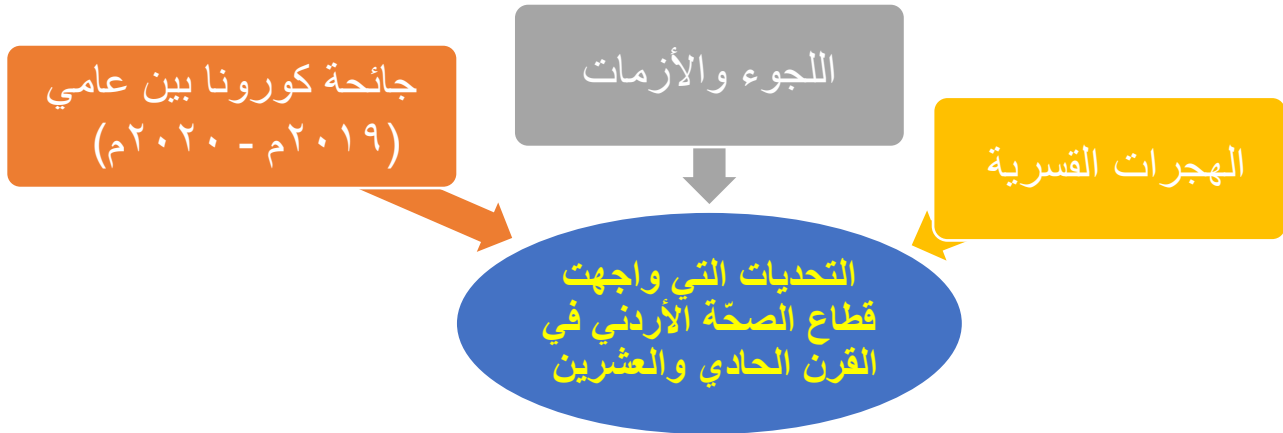 الهجرات القسرية
اللجوء والأزمات
جائحة كورونا بين عامي
(٢٠١٩م - ٢٠٢٠م)
التحديات التي واجهت
قطاع الصحّة الأردني في
القرن الحادي والعشرين